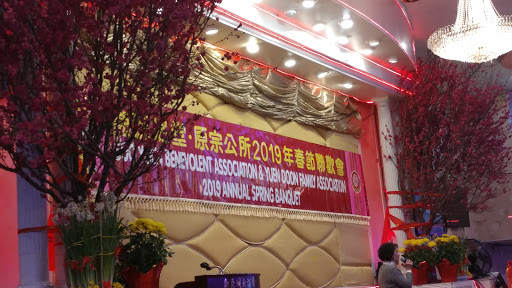 堂·原宗公所2019年春節聯歡會
BENEVOLENT ASSOCIATION & YUEN DOON FAMILY ASSOCIATION
2019 ANNUAL SPRING BANQUET